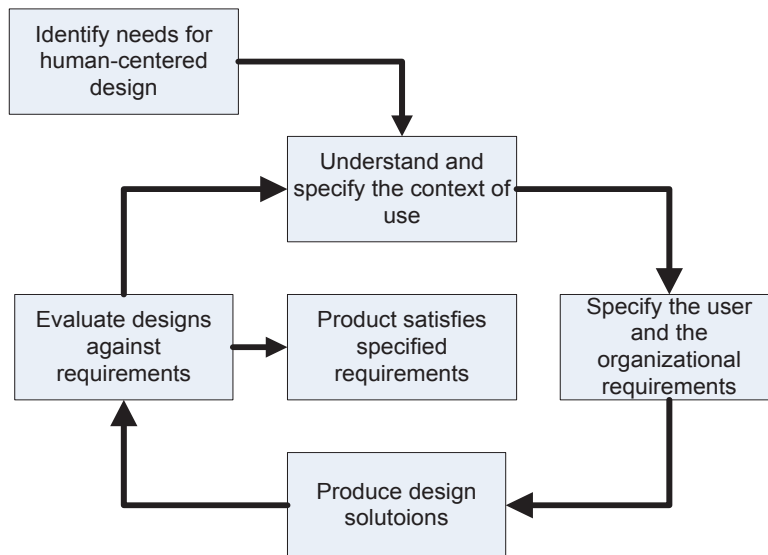 Identify needs for
human-centered
design
Understand and
specify the context of
use
Evaluate designs
against
requirements
Product satisfies
specified
requirements
Specify the user
and the
organizational
requirements
Produce design
solutoions